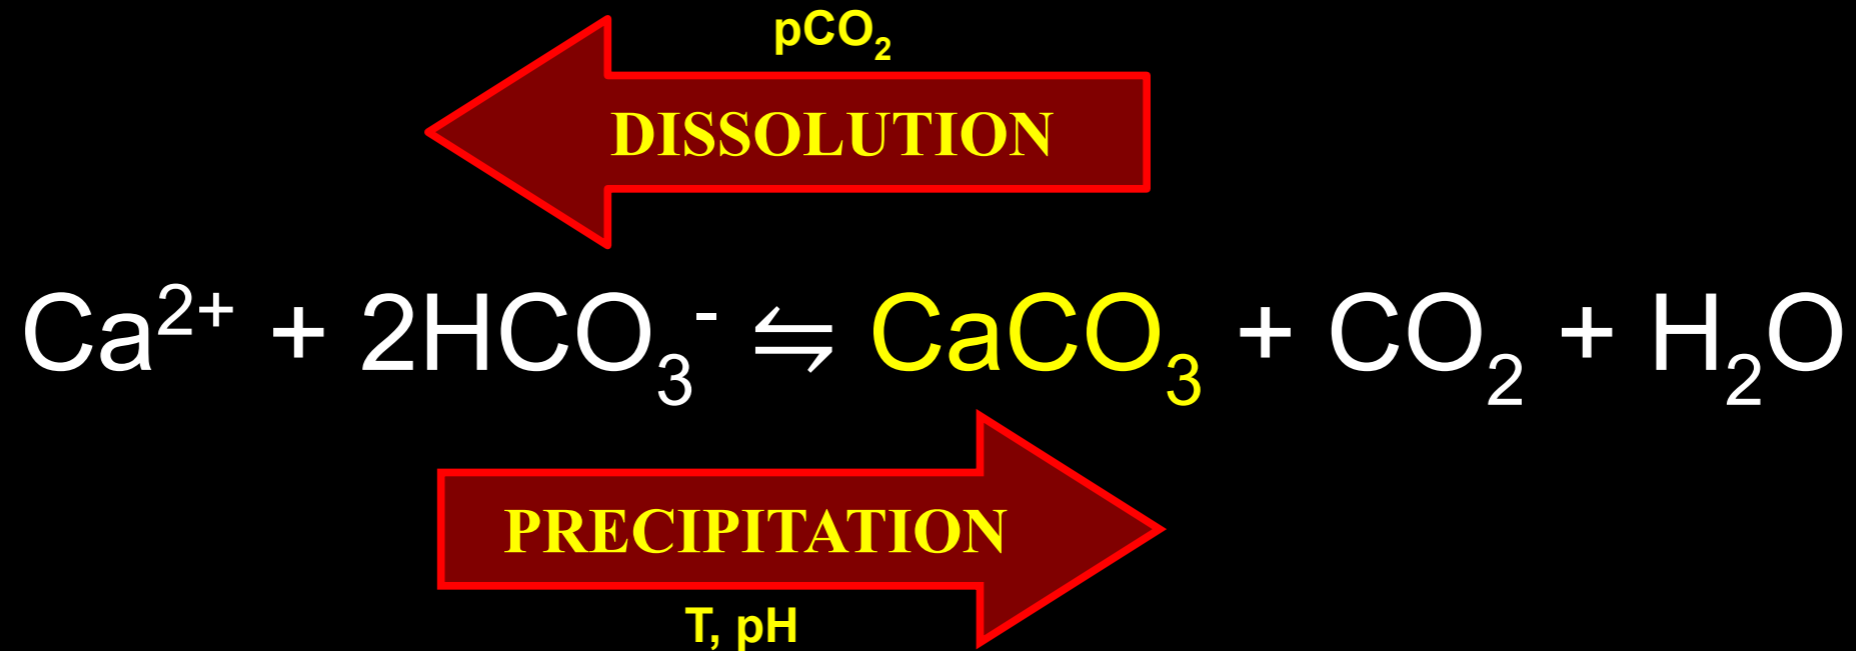 pCO₂
DISSOLUTION
Ca²⁺ + 2HCO₃⁻ ⇋ CaCO₃ + CO₂ + H₂O
PRECIPITATION
T, pH